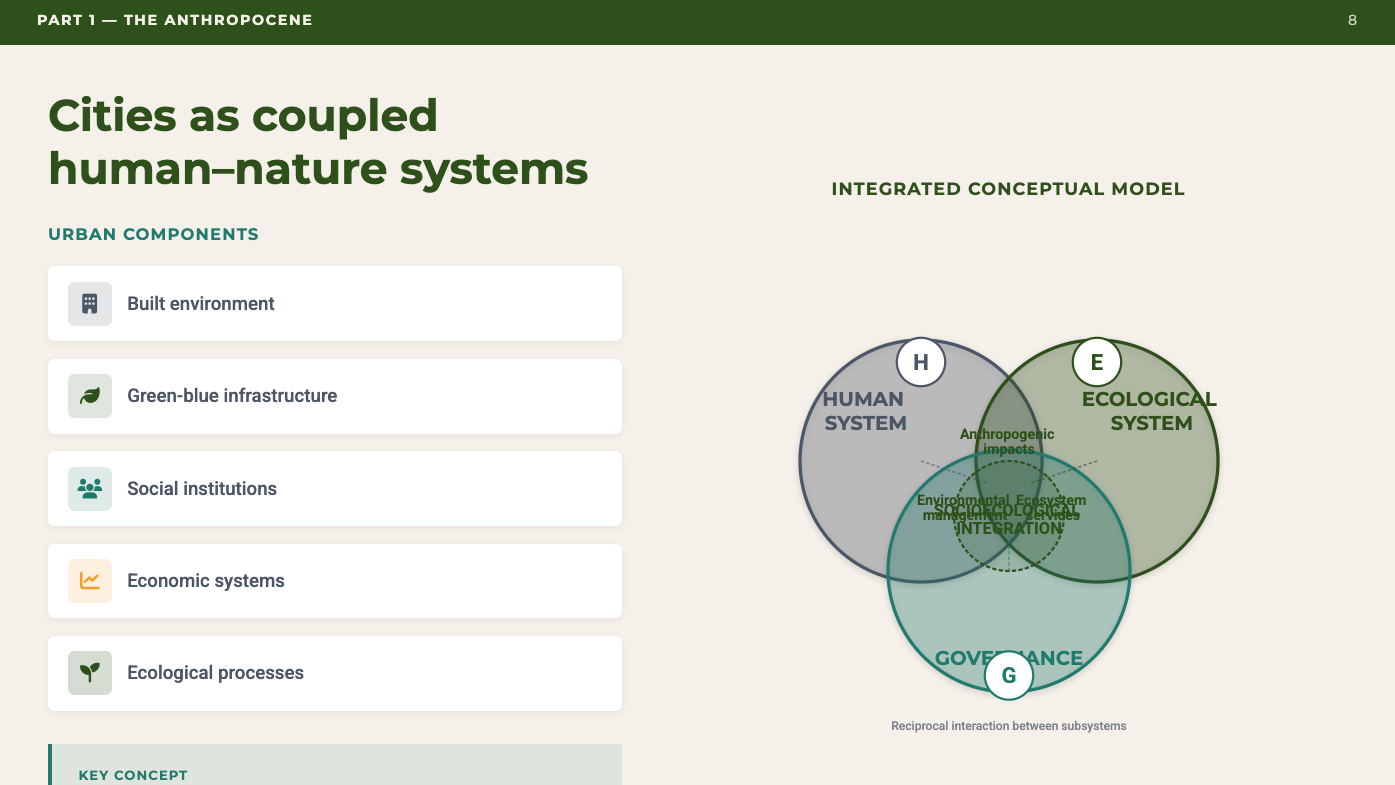 PART 1 — THE ANTHROPOCENE
8
Cities as coupled
human–nature systems
URBAN COMPONENTS
Built environment
Green-blue infrastructure
Social institutions
Economic systems
Ecological processes
KEY CONCEPT
INTEGRATED CONCEPTUAL MODEL
H
E
HUMAN
SYSTEM
ECOLOGICAL
SYSTEM
Anthropogenic
impacts
Environmental
management
Ecosystem
services
SOCIOECOLOGICAL
INTEGRATION
GOVERNANCE
G
Reciprocal interaction between subsystems